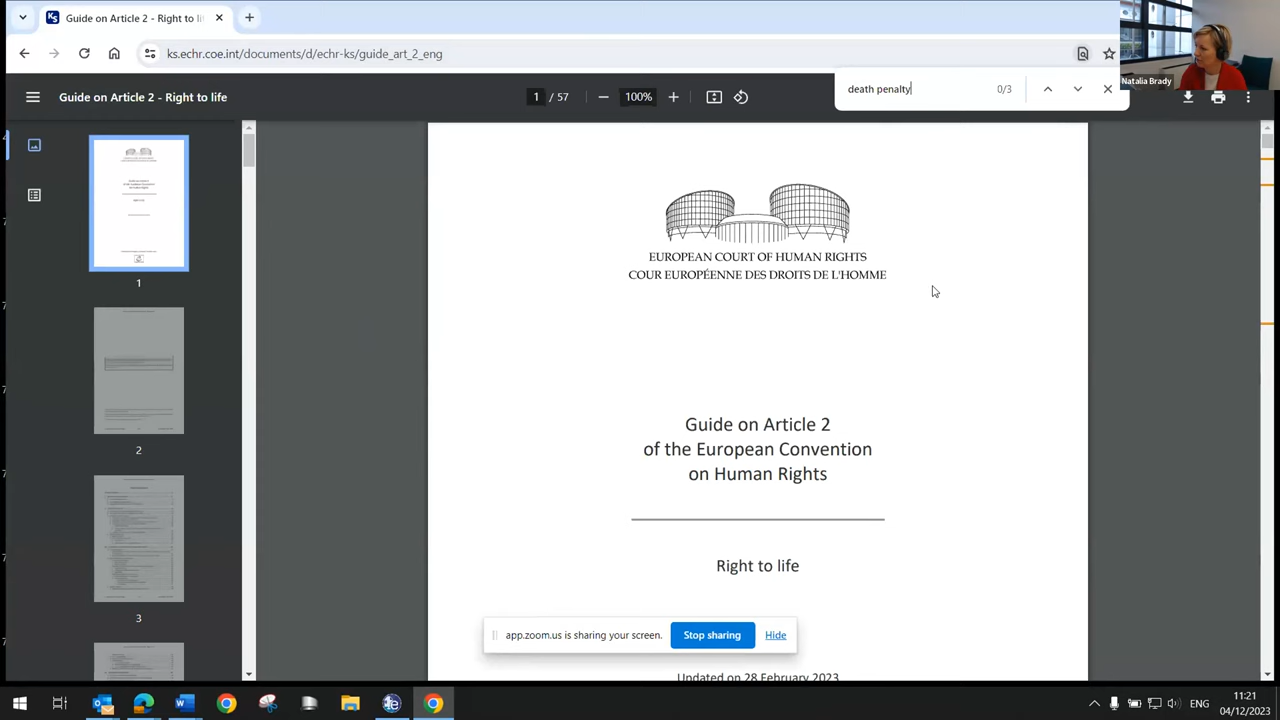 Guide on Article 2 - Right to li
ks.echr.coe.int/documents/d/echr-ks/guide_art_2_
Natalia Brady
Guide on Article 2 - Right to life
1 / 57
100%
death penalty
0/3
EUROPEAN COURT OF HUMAN RIGHTS
COUR EUROPÉENNE DES DROITS DE L'HOMME
Guide on Article 2
of the European Convention
on Human Rights
Right to life
Updated on 28 February 2023
1
2
3
app.zoom.us is sharing your screen.
Stop sharing
Hide
ENG
11:21
04/12/2023